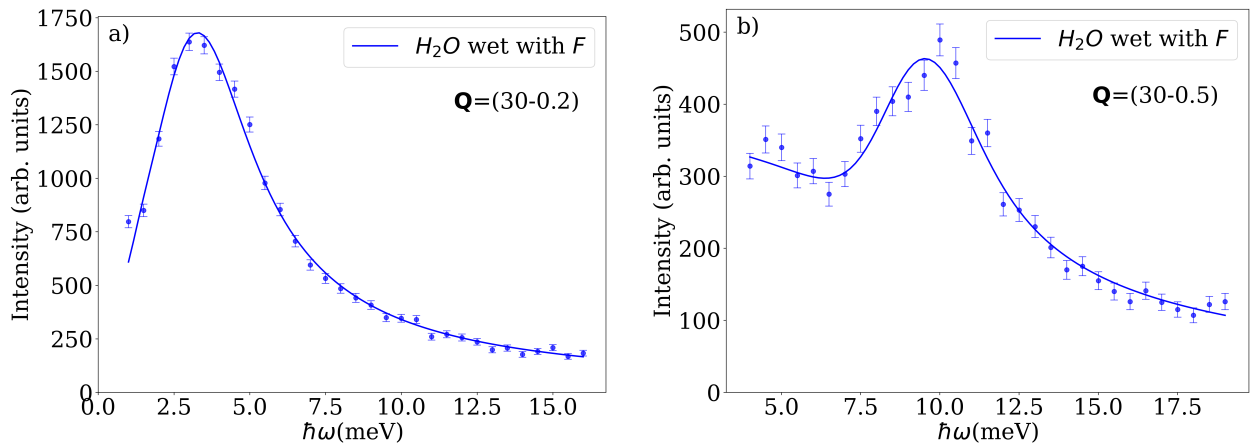 a)
H₂O wet with F
Q=(30-0.2)
Intensity (arb. units)
1750
1500
1250
1000
750
500
250
0
0.0 2.5 5.0 7.5 10.0 12.5 15.0
ħω(meV)
b)
H₂O wet with F
Q=(30-0.5)
Intensity (arb. units)
500
400
300
200
100
0
5.0 7.5 10.0 12.5 15.0 17.5
ħω(meV)